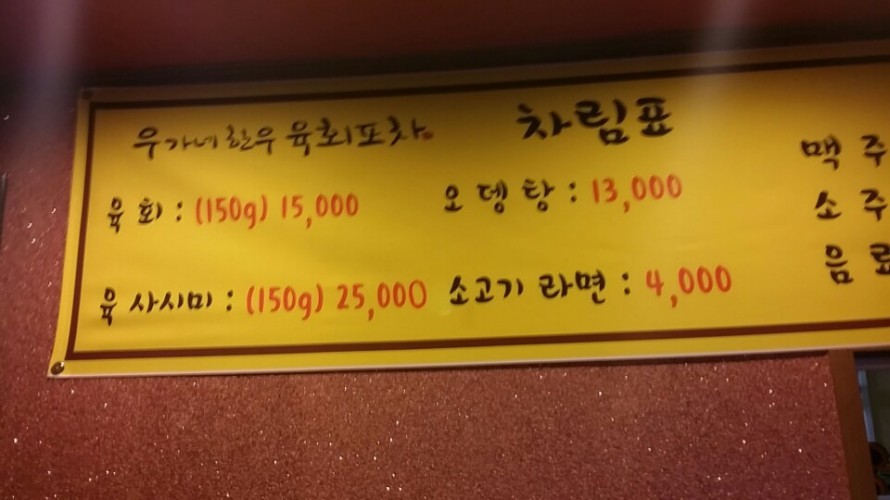 우가네한우 육회포차 차림표
육회 : (150g) 15,000 오뎅탕 : 13,000 맥주
육사시미 : (150g) 25,000 소고기 라면 : 4,000 소주
음료